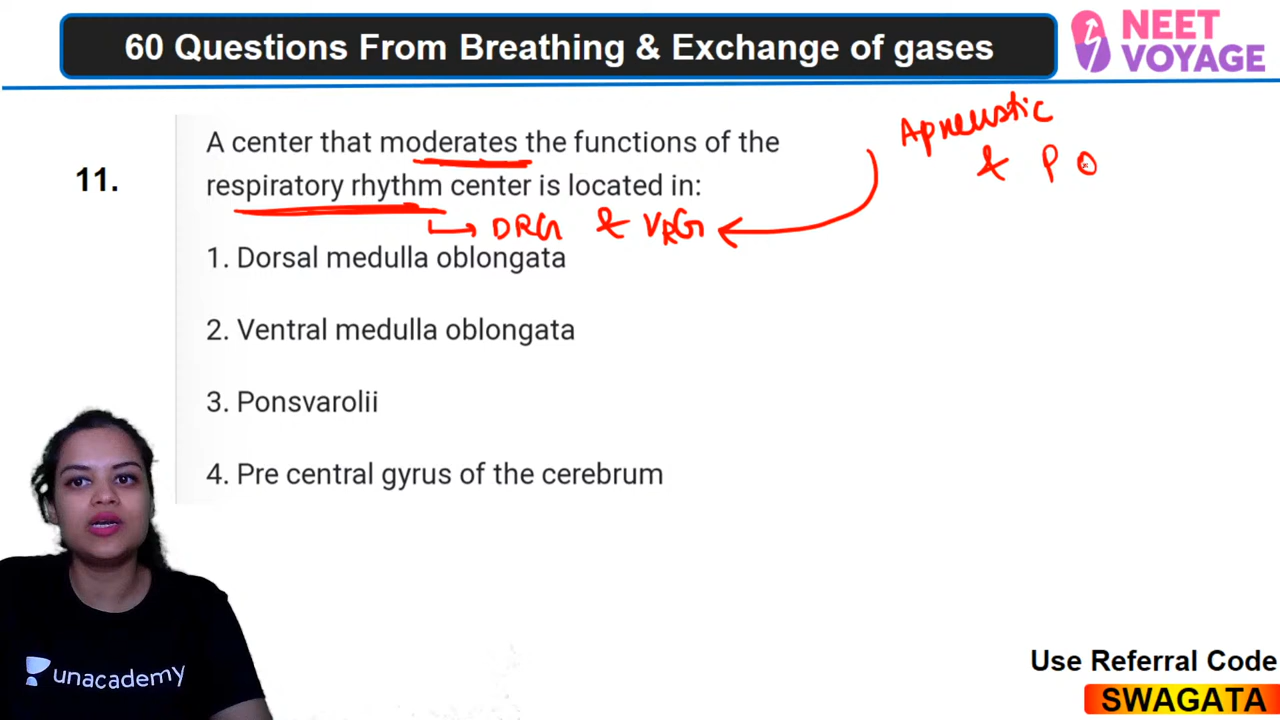 60 Questions From Breathing & Exchange of gases
NEET
VOYAGE
Apneustic
& PO
11.
A center that moderates the functions of the
respiratory rhythm center is located in:
DRG & VRG
1. Dorsal medulla oblongata
2. Ventral medulla oblongata
3. Ponsvarolii
4. Pre central gyrus of the cerebrum
unacademy
Use Referral Code
SWAGATA